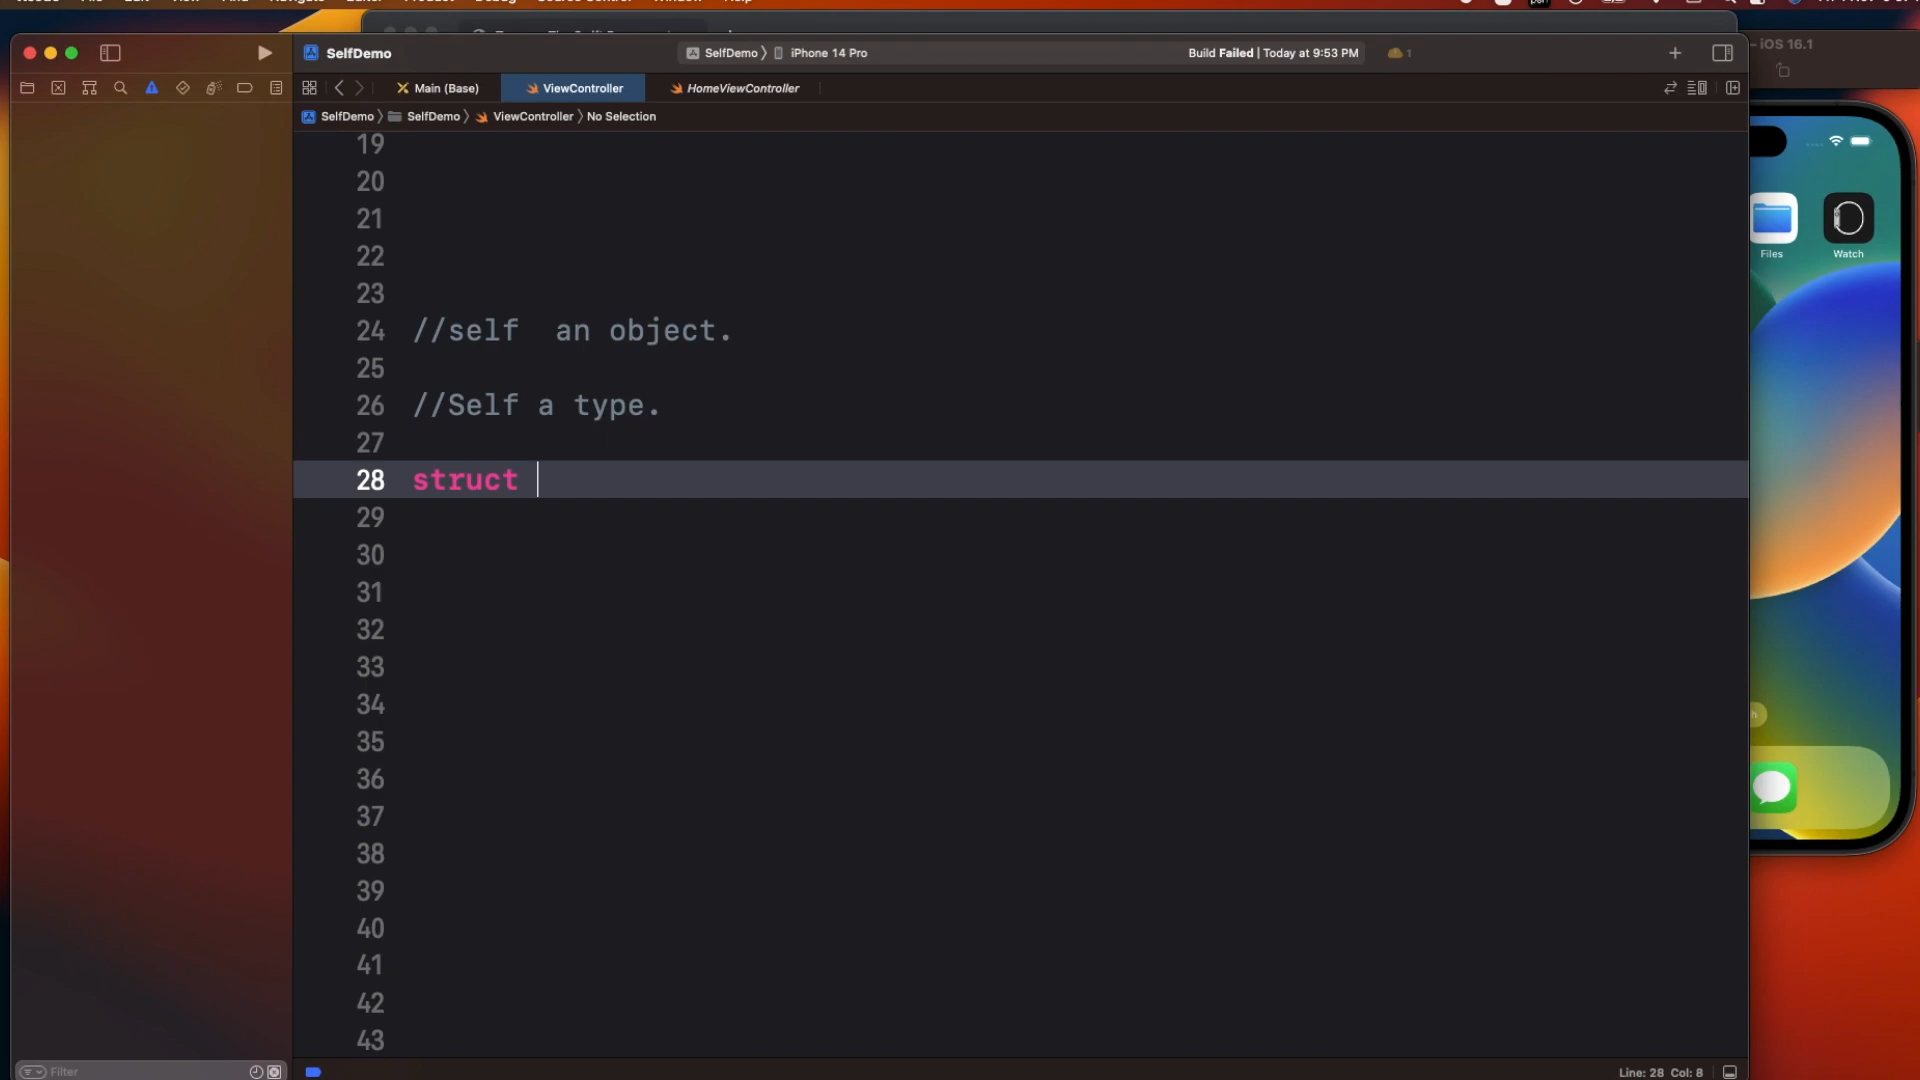 SelfDemo
SelfDemo
iPhone 14 Pro
Build Failed | Today at 9:53 PM
1
Main (Base)
ViewController
HomeViewController
SelfDemo
SelfDemo
ViewController
No Selection
19
20
21
22
23
24 //self  an object.
25
26 //Self a type.
27
28 struct
29
30
31
32
33
34
35
36
37
38
39
40
41
42
43
Filter
Line: 28 Col: 8
– iOS 16.1
Files
Watch